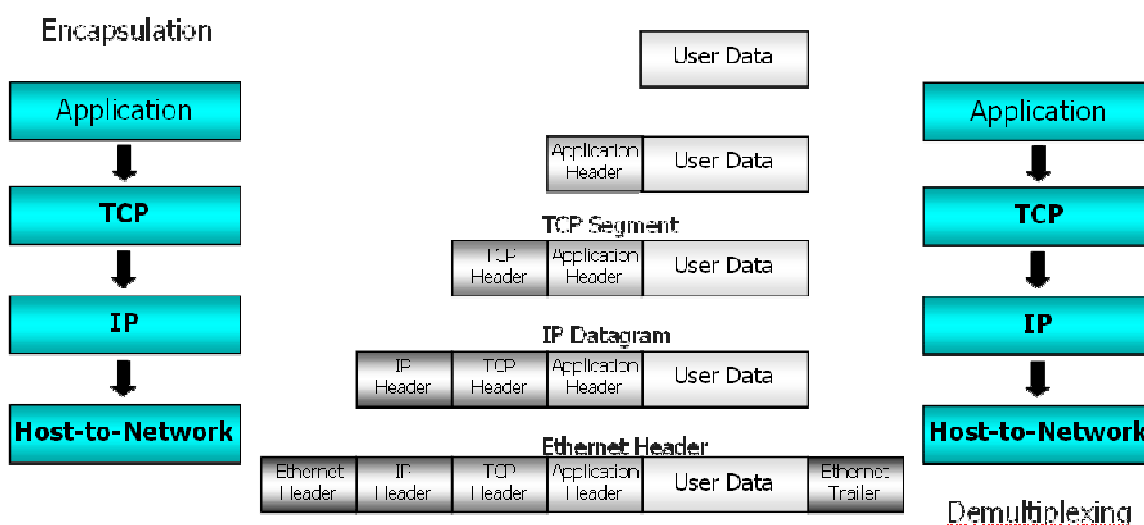 Encapsulation
Application
TCP
IP
Host-to-Network
User Data
Application Header User Data
TCP Segment
TCP Header Application Header User Data
IP Datagram
IP Header TCP Header Application Header User Data
Ethernet Header
Ethernet Header IP Header TCP Header Application Header User Data Ethernet Trailer
Application
TCP
IP
Host-to-Network
Demultiplexing